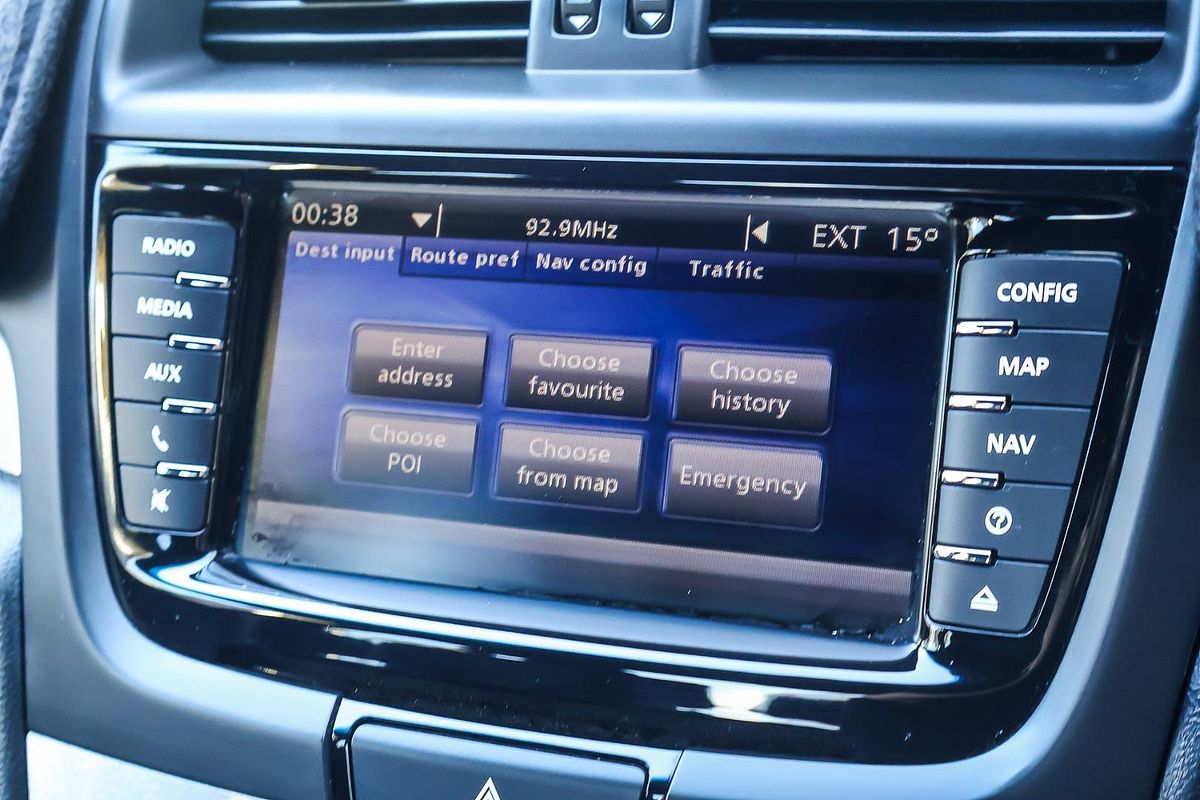 00:38
92.9MHz
EXT 15°
Dest input
Route pref
Nav config
Traffic
Enter
address
Choose
favourite
Choose
history
Choose
POI
Choose
from map
Emergency
RADIO
MEDIA
AUX
CONFIG
MAP
NAV
?